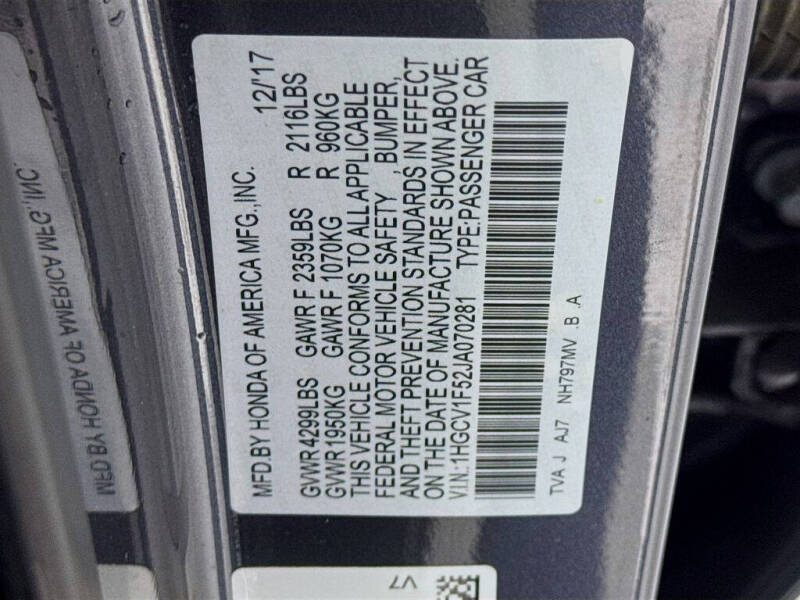 MFD.BY HONDA OF AMERICA MFG.,INC. 12/'17
GVWR 4299LBS GAWR F 2359LBS R 2116LBS
GVWR 1950KG GAWR F 1070KG R 960KG
THIS VEHICLE CONFORMS TO ALL APPLICABLE
FEDERAL MOTOR VEHICLE SAFETY , BUMPER,
AND THEFT PREVENTION STANDARDS IN EFFECT
ON THE DATE OF MANUFACTURE SHOWN ABOVE.
V.I.N.:1HGCV1F52JA070281 TYPE:PASSENGER CAR
TVA J AJ7 NH797MV .B .A
MFD BY HONDA OF AMERICA MFG.,INC.